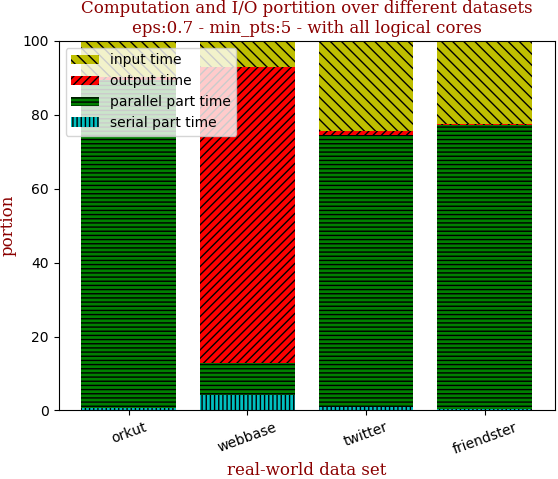 Computation and I/O portition over different datasets
eps:0.7 - min_pts:5 - with all logical cores
100
80
60
40
20
0
portion
input time
output time
parallel part time
serial part time
orkut
webbase
twitter
friendster
real-world data set